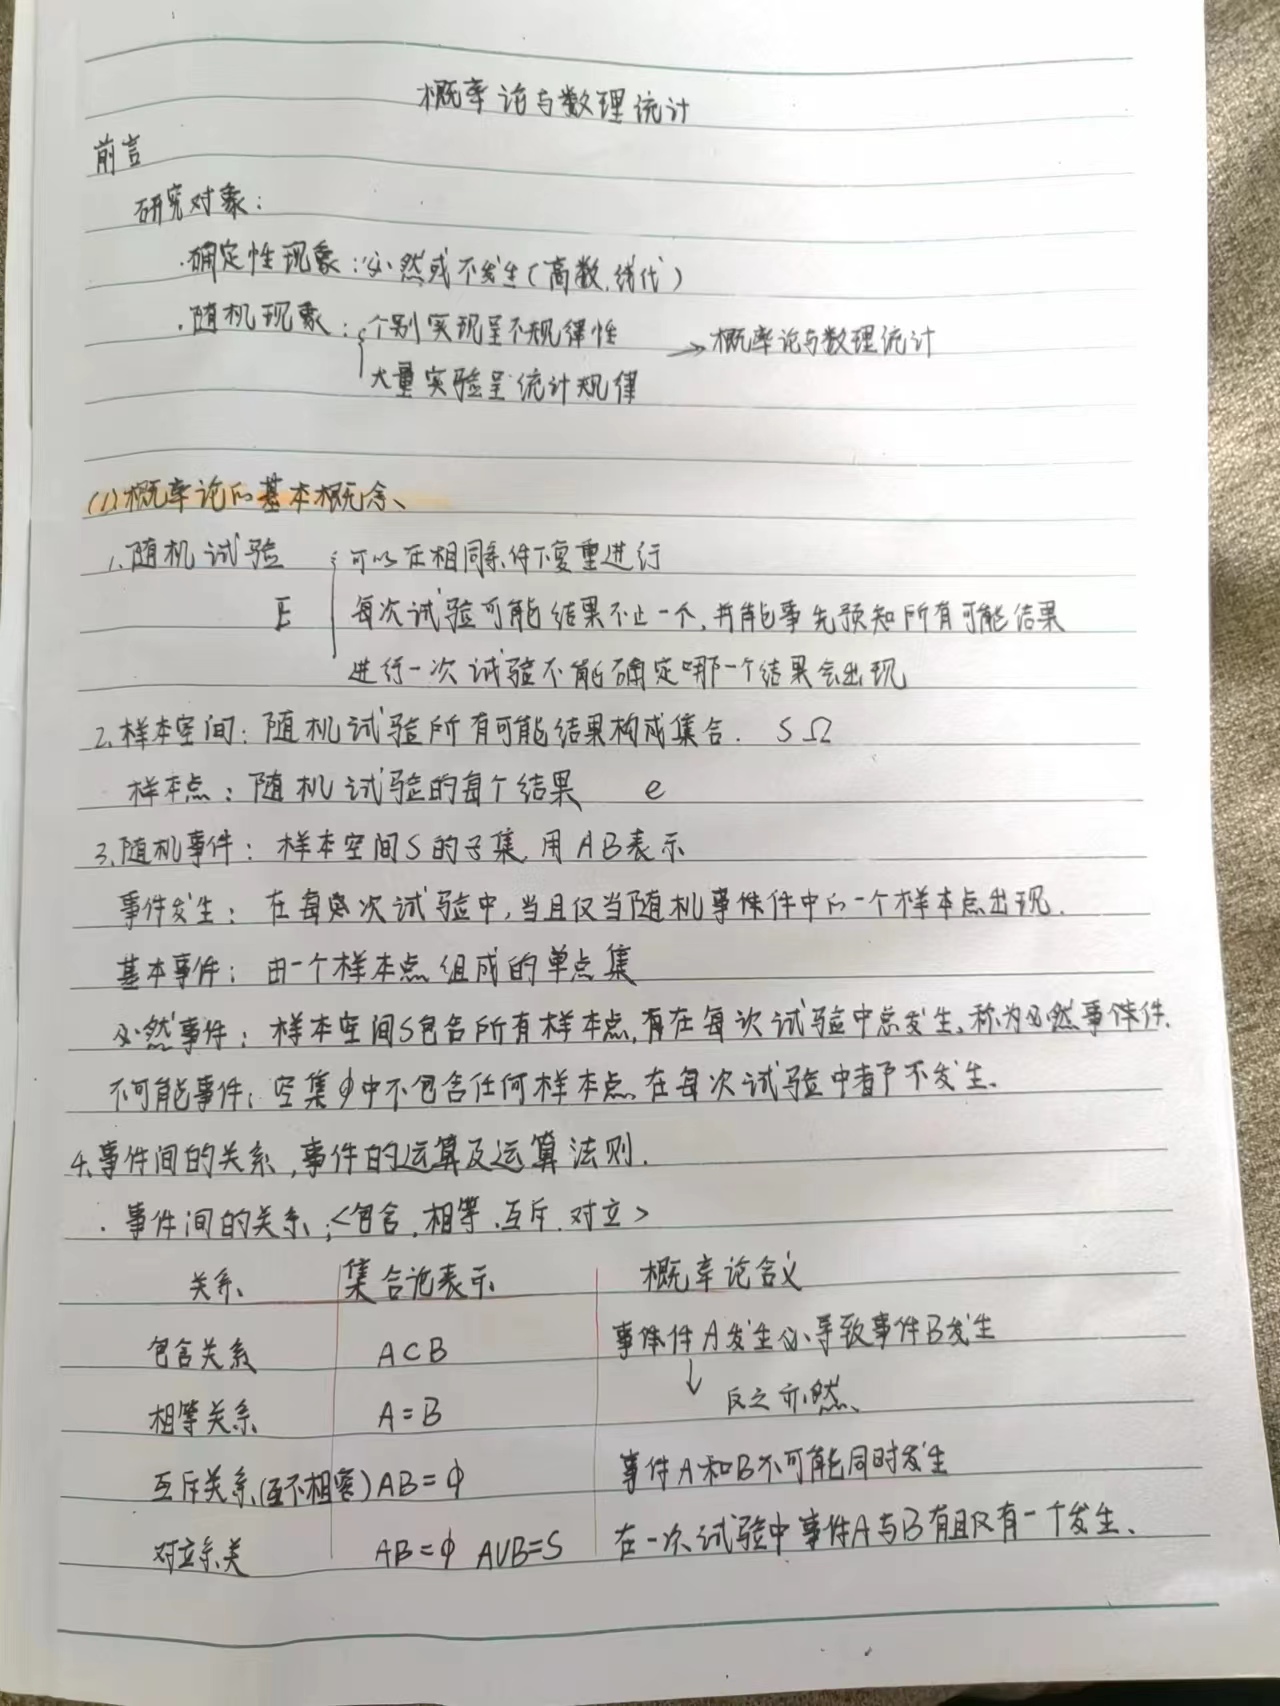 概率论与数理统计
前言
研究对象：
·确定性现象：必然或不发生(高数.线代)
·随机现象：个别实现呈不规律性
→概率论与数理统计
大量实验呈统计规律
(1)概率论的基本概念、
1.随机试验 可以在相同条件下复重进行
E 每次试验可能结果不止一个,并能事先预知所有可能结果
进行一次试验不能确定哪一个结果会出现
2.样本空间：随机试验所有可能结果构成集合. S Ω
样本点：随机试验的每个结果 e
3.随机事件：样本空间S的子集.用AB表示
事件发生：在每次试验中,当且仅当随机事件中的一个样本点出现.
基本事件：由一个样本点组成的单点集
必然事件：样本空间S包含所有样本点,在每次试验中总发生、称为必然事件.
不可能事件：空集φ中不包含任何样本点.在每次试验中都不发生.
4.事件间的关系,事件的运算及运算法则.
·事件间的关系;<包含.相等.互斥.对立>
关系 集合论表示 概率论含义
包含关系 A⊂B 事件A发生必导致事件B发生
↓ 反之亦然、
相等关系 A=B
互斥关系(互不相容) AB=φ 事件A和B不可能同时发生
对立系关 AB=φ A∪B=S 在一次试验中事件A与B有且仅有一个发生、